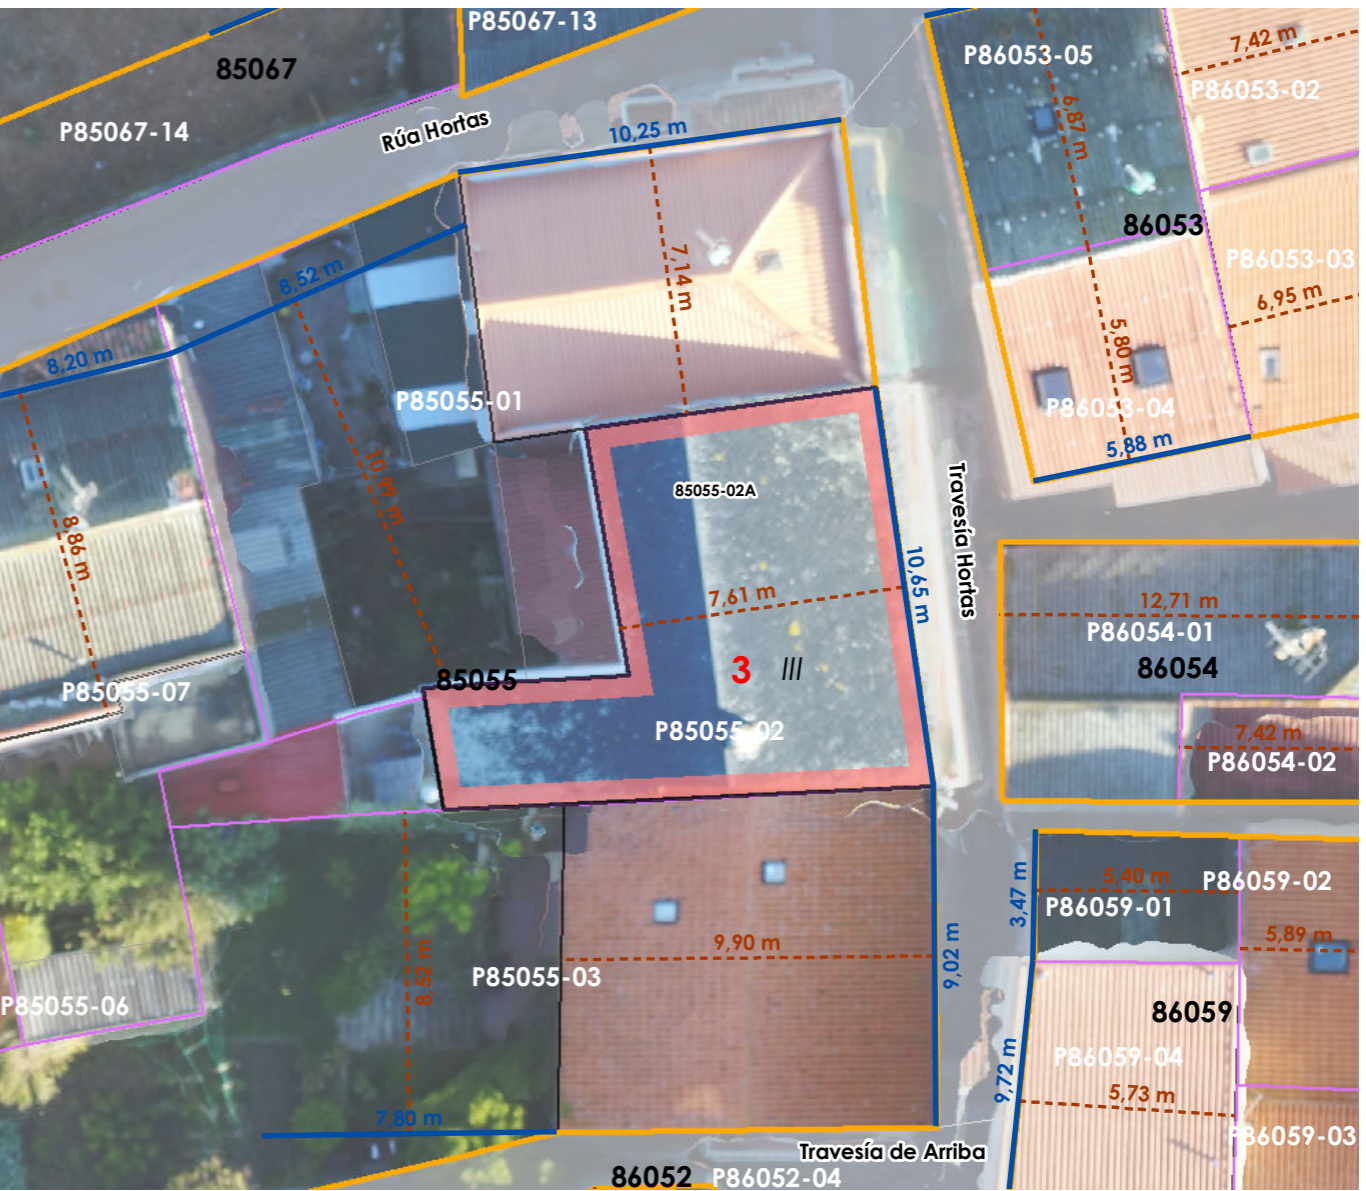 P85067-13
85067
P85067-14
Rúa Hortas
10,25 m
P86053-05
7,42 m
P86053-02
6,87 m
86053
P86053-03
6,95 m
7,14 m
8,52 m
8,20 m
P85055-01
5,80 m
P86053-04
5,88 m
10,99 m
8,86 m
85055-02A
Travesía Hortas
10,65 m
7,61 m
12,71 m
P86054-01
86054
3 III
85055
P85055-07
P85055-02
7,42 m
P86054-02
5,40 m
P86059-02
P86059-01
3,47 m
5,89 m
9,90 m
9,02 m
8,52 m
P85055-03
P85055-06
86059
P86059-04
9,72 m
5,73 m
7,80 m
P86059-03
Travesía de Arriba
86052
P86052-04